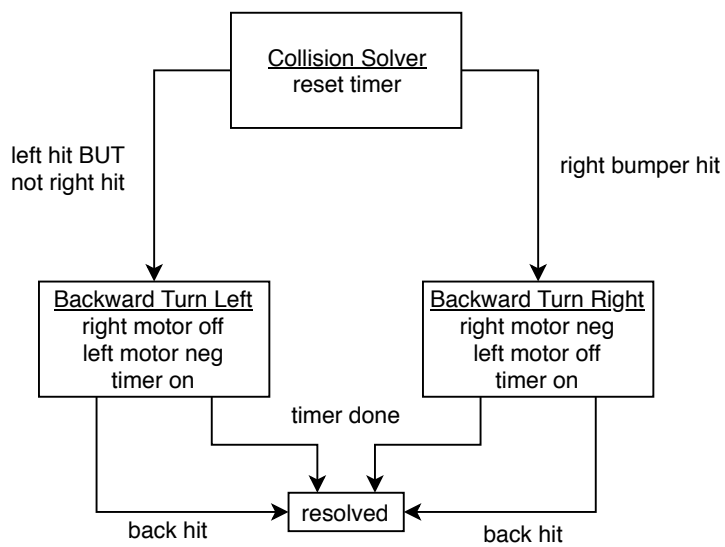 Collision Solver
reset timer
left hit BUT
not right hit
right bumper hit
Backward Turn Left
right motor off
left motor neg
timer on
Backward Turn Right
right motor neg
left motor off
timer on
timer done
resolved
back hit
back hit